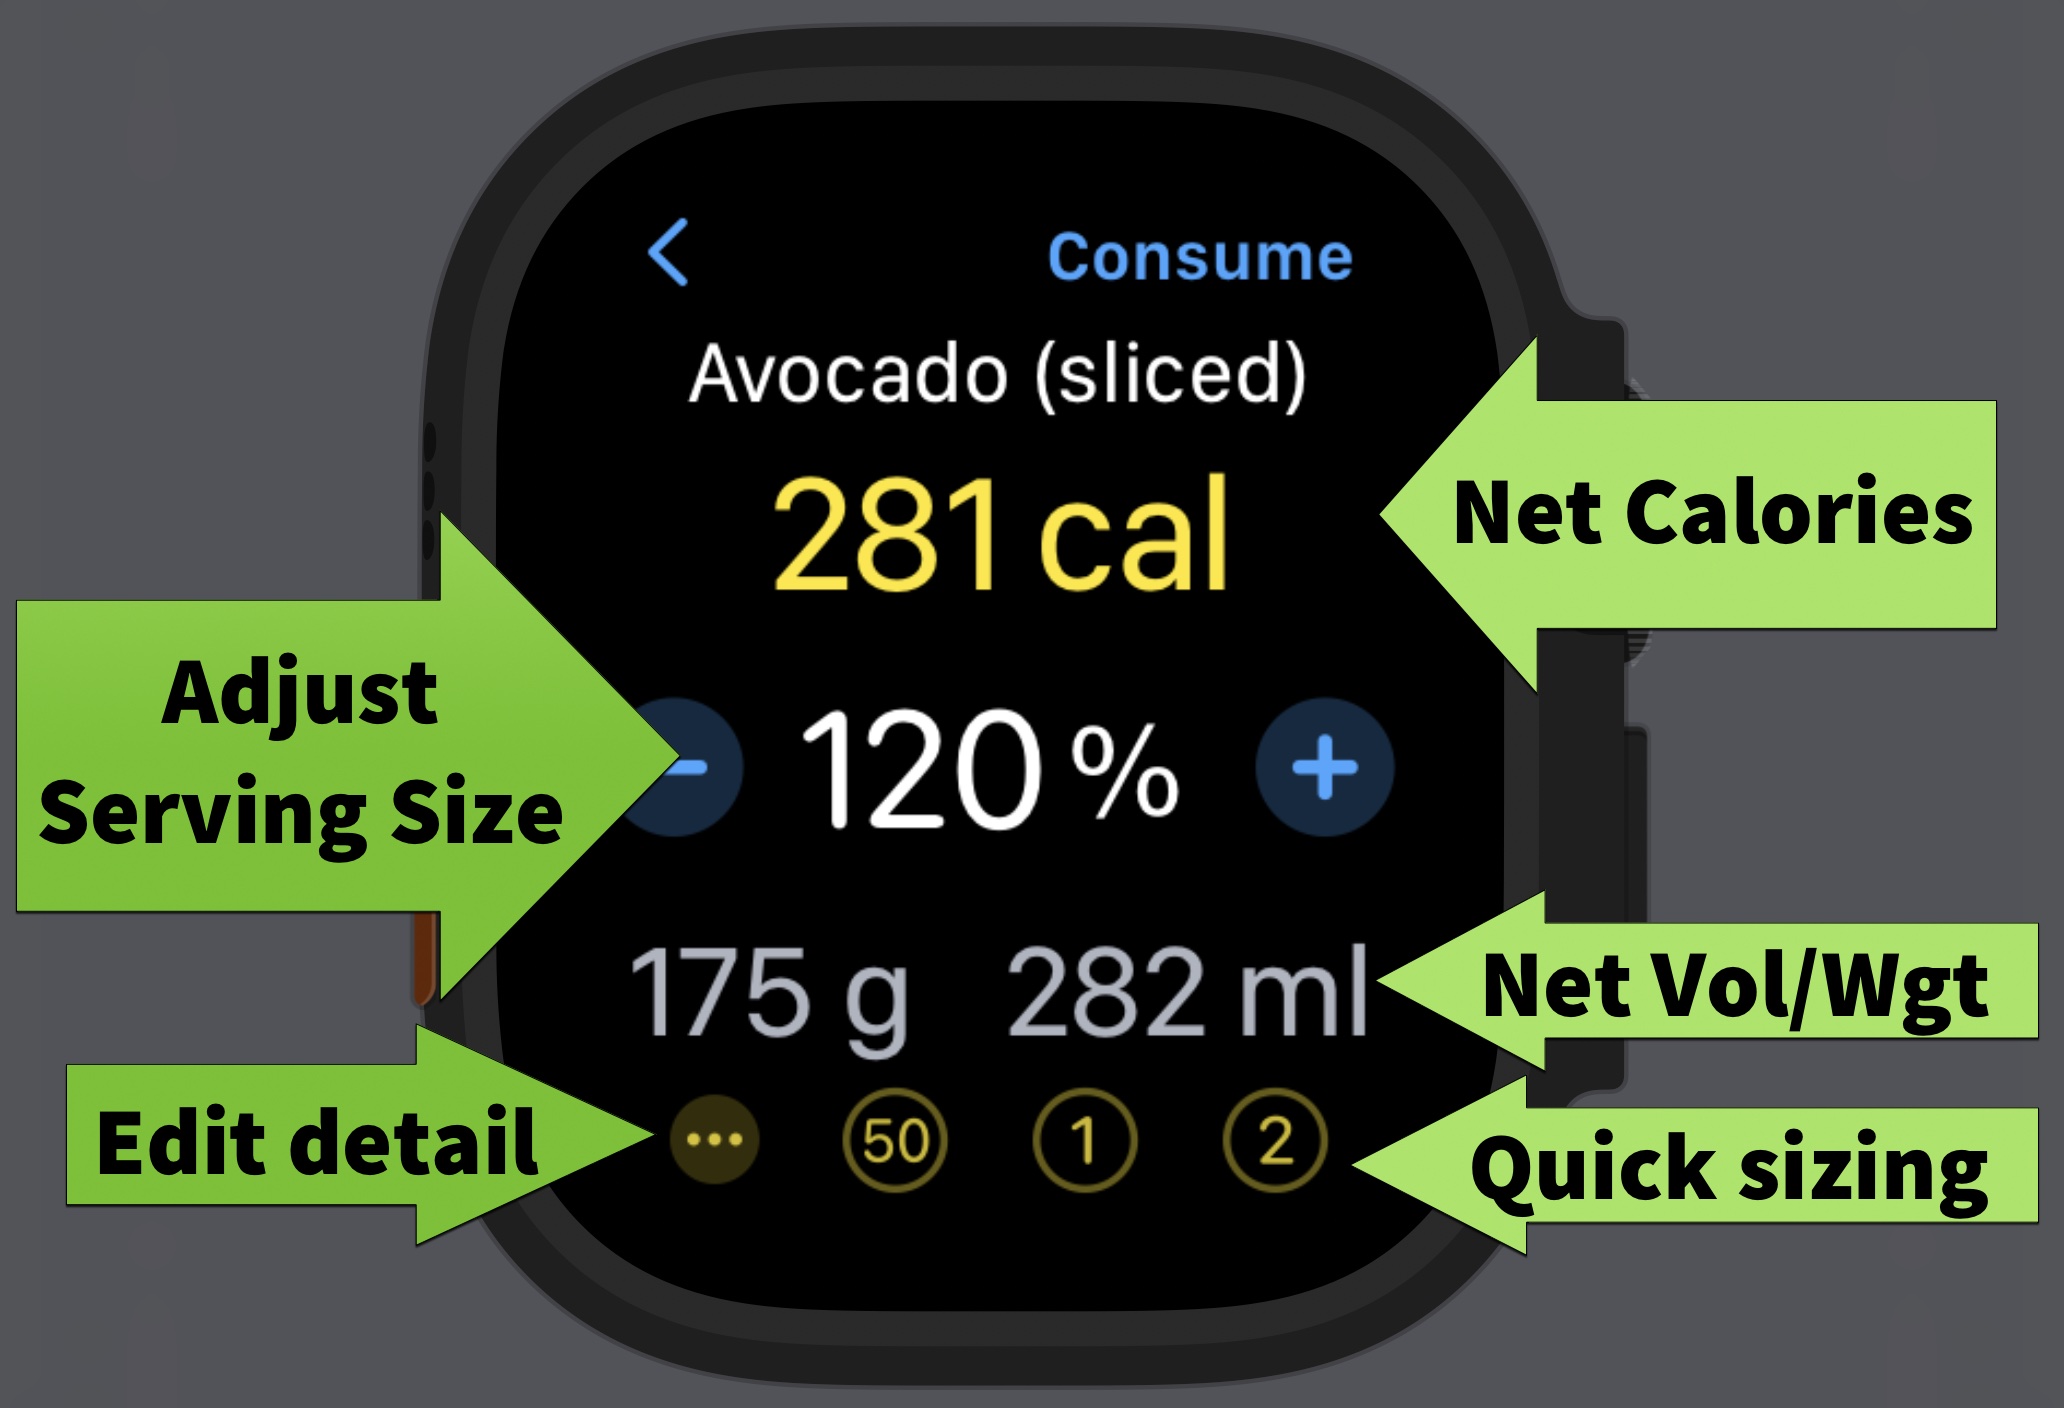 Consume
Avocado (sliced)
281 cal
Net Calories
Adjust
Serving Size
120 %
175 g 282 ml
Net Vol/Wgt
Edit detail
50 1 2
Quick sizing